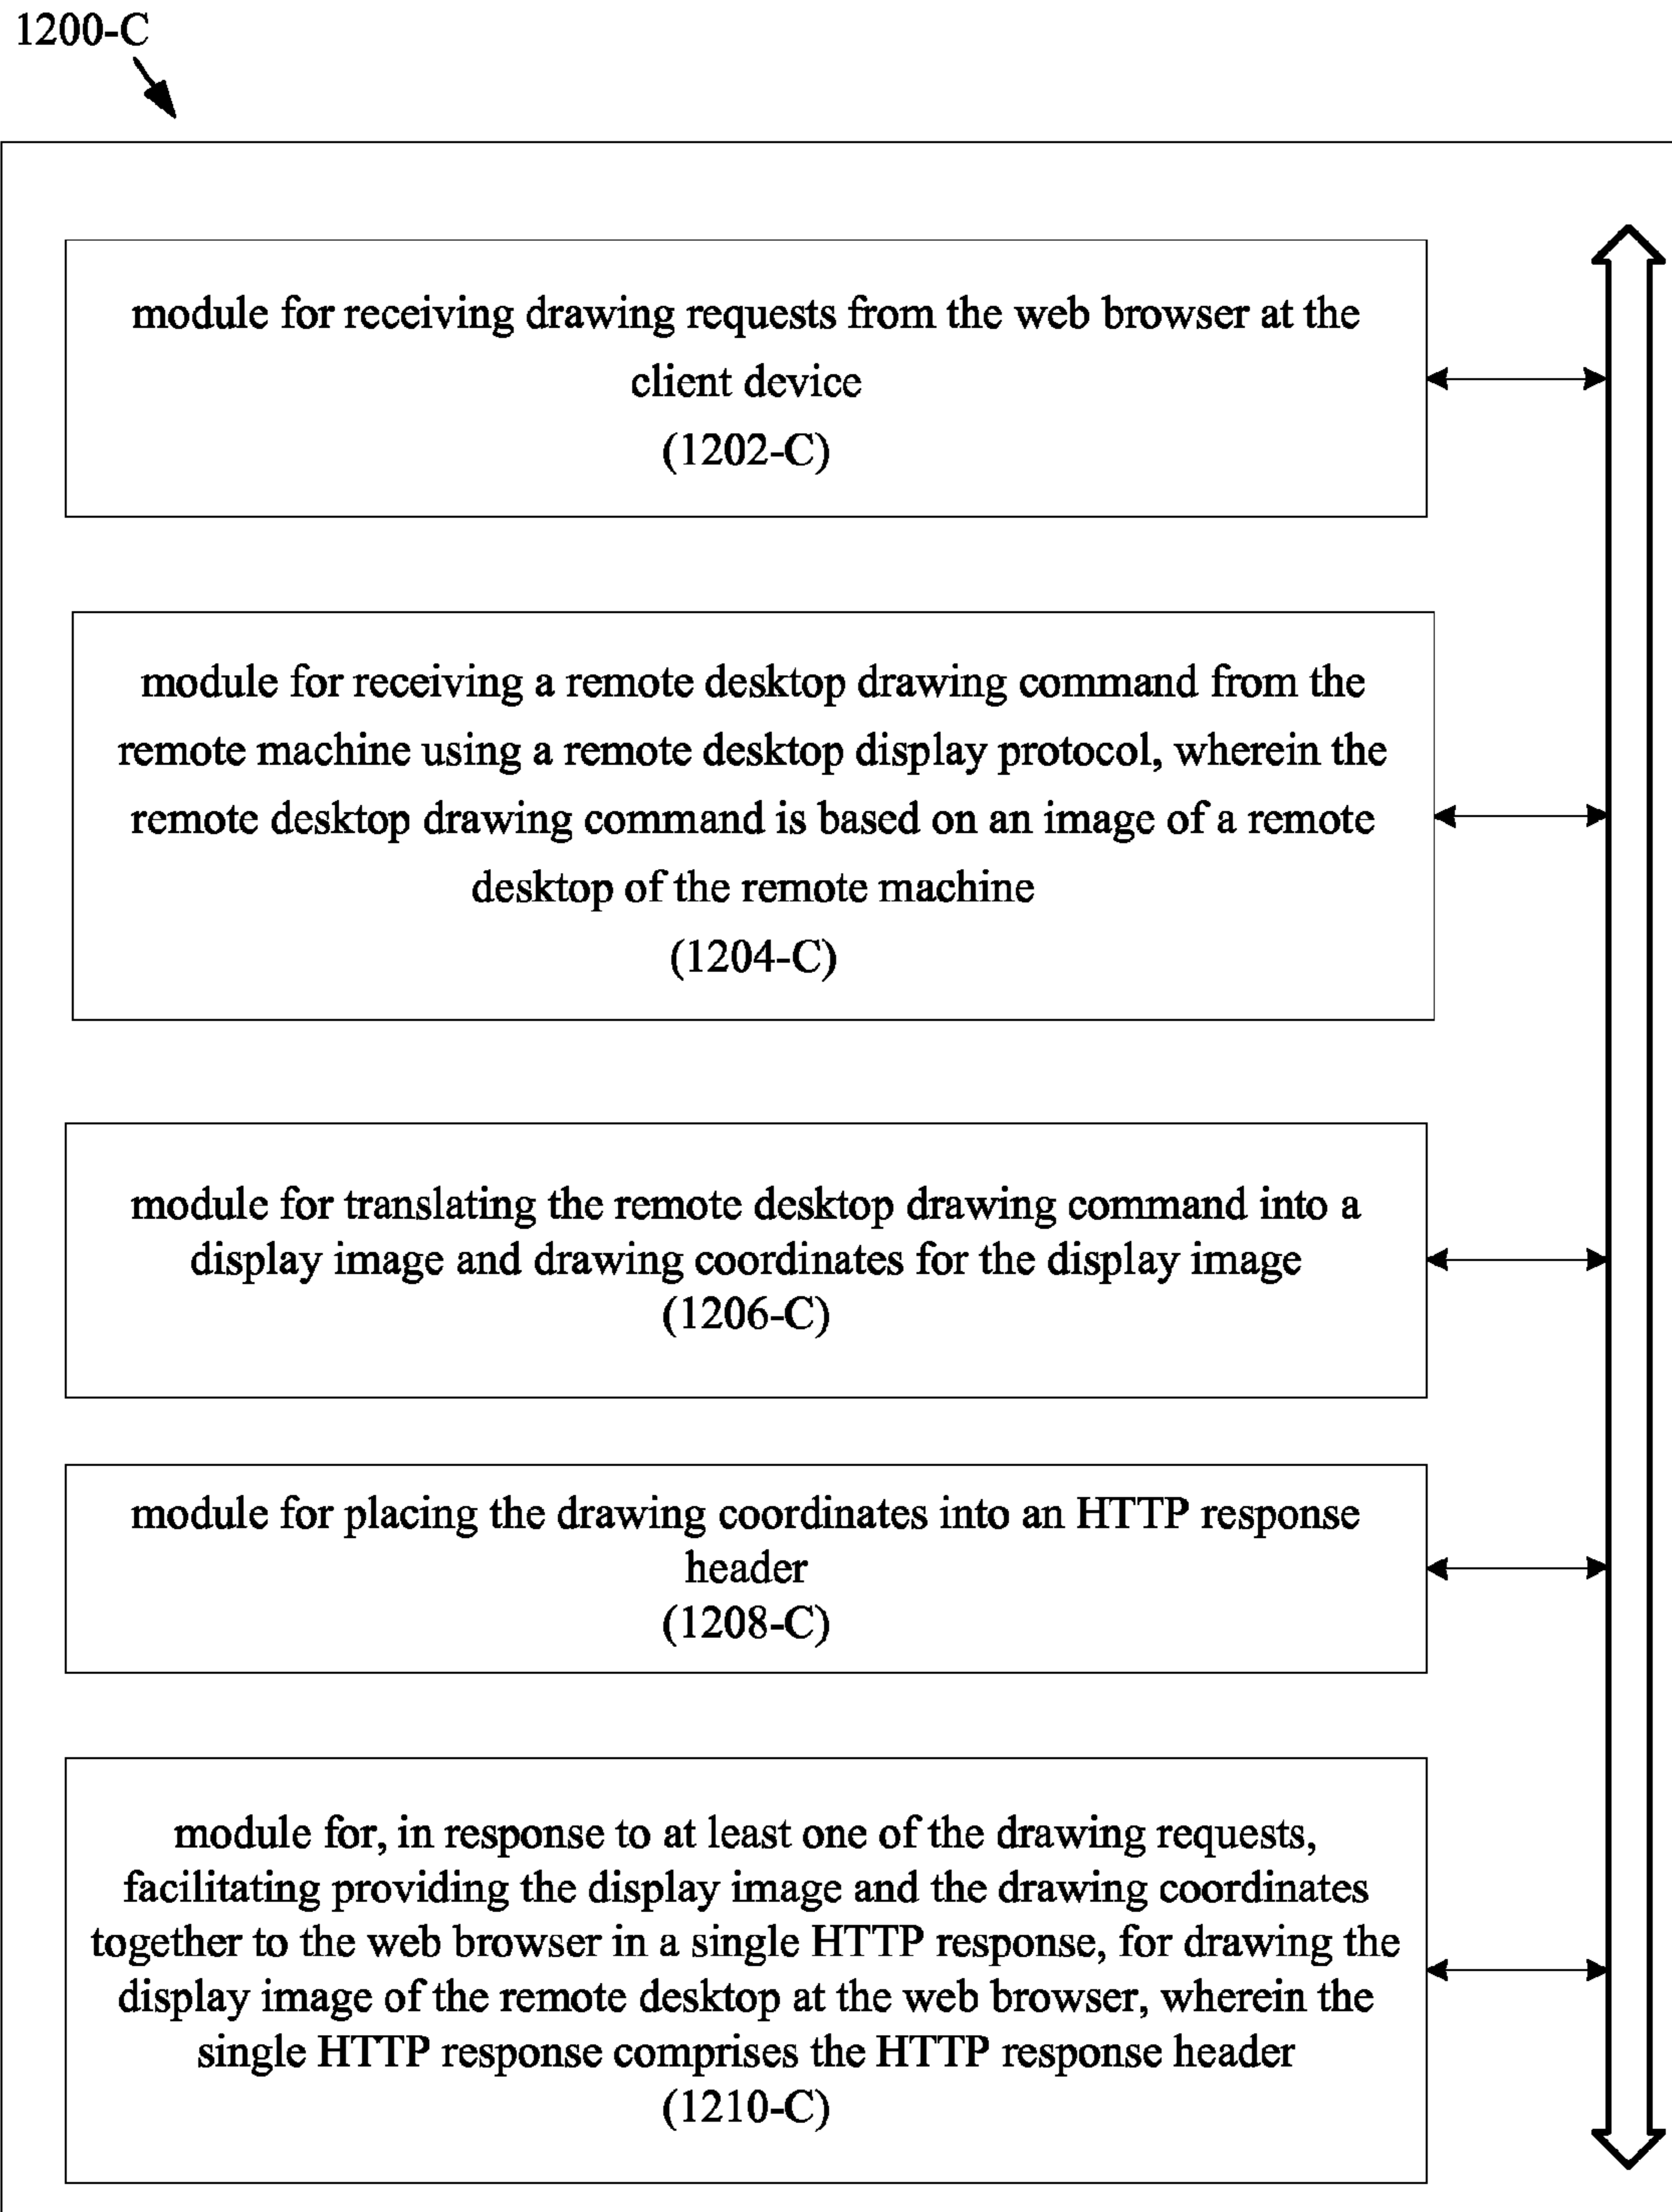 1200-C
module for receiving drawing requests from the web browser at the
client device
(1202-C)
module for receiving a remote desktop drawing command from the
remote machine using a remote desktop display protocol, wherein the
remote desktop drawing command is based on an image of a remote
desktop of the remote machine
(1204-C)
module for translating the remote desktop drawing command into a
display image and drawing coordinates for the display image
(1206-C)
module for placing the drawing coordinates into an HTTP response
header
(1208-C)
module for, in response to at least one of the drawing requests,
facilitating providing the display image and the drawing coordinates
together to the web browser in a single HTTP response, for drawing the
display image of the remote desktop at the web browser, wherein the
single HTTP response comprises the HTTP response header
(1210-C)